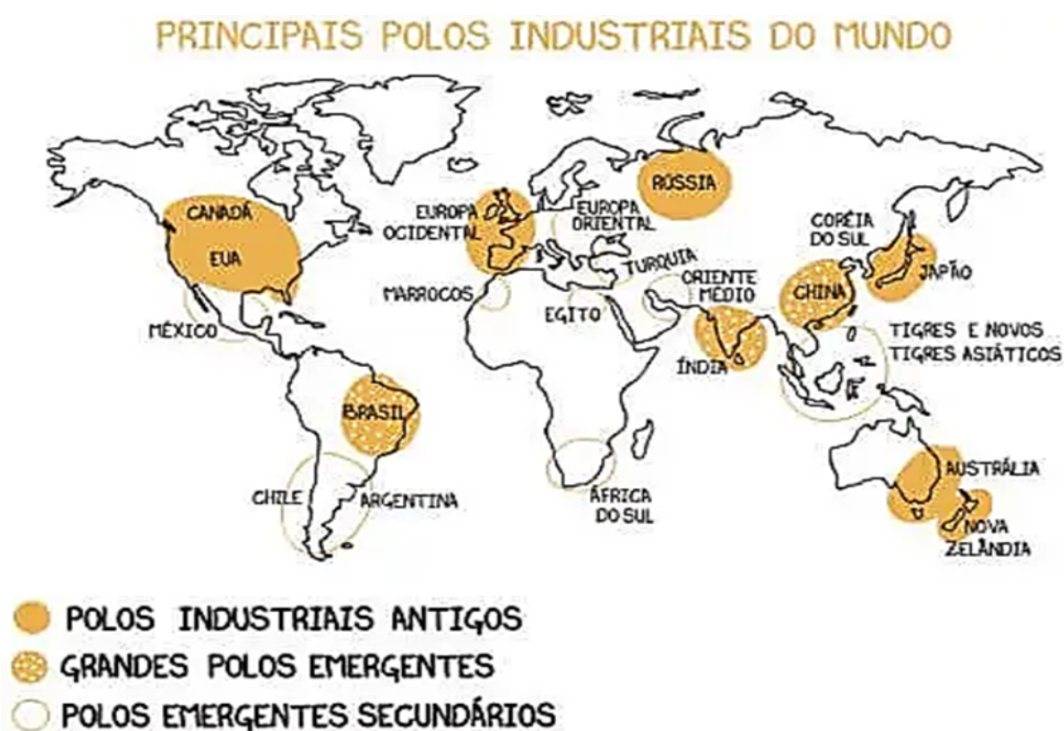 PRINCIPAIS POLOS INDUSTRIAIS DO MUNDO
CANADÁ
EUA
MÉXICO
BRASIL
CHILE
ARGENTINA
EUROPA
OCIDENTAL
EUROPA
ORIENTAL
RÚSSIA
TURQUIA
MARROCOS
EGITO
ORIENTE
MÉDIO
ÁFRICA
DO SUL
ÍNDIA
CHINA
CORÉIA
DO SUL
JAPÃO
TIGRES E NOVOS
TIGRES ASIÁTICOS
AUSTRÁLIA
NOVA
ZELÂNDIA
POLOS INDUSTRIAIS ANTIGOS
GRANDES POLOS EMERGENTES
POLOS EMERGENTES SECUNDÁRIOS